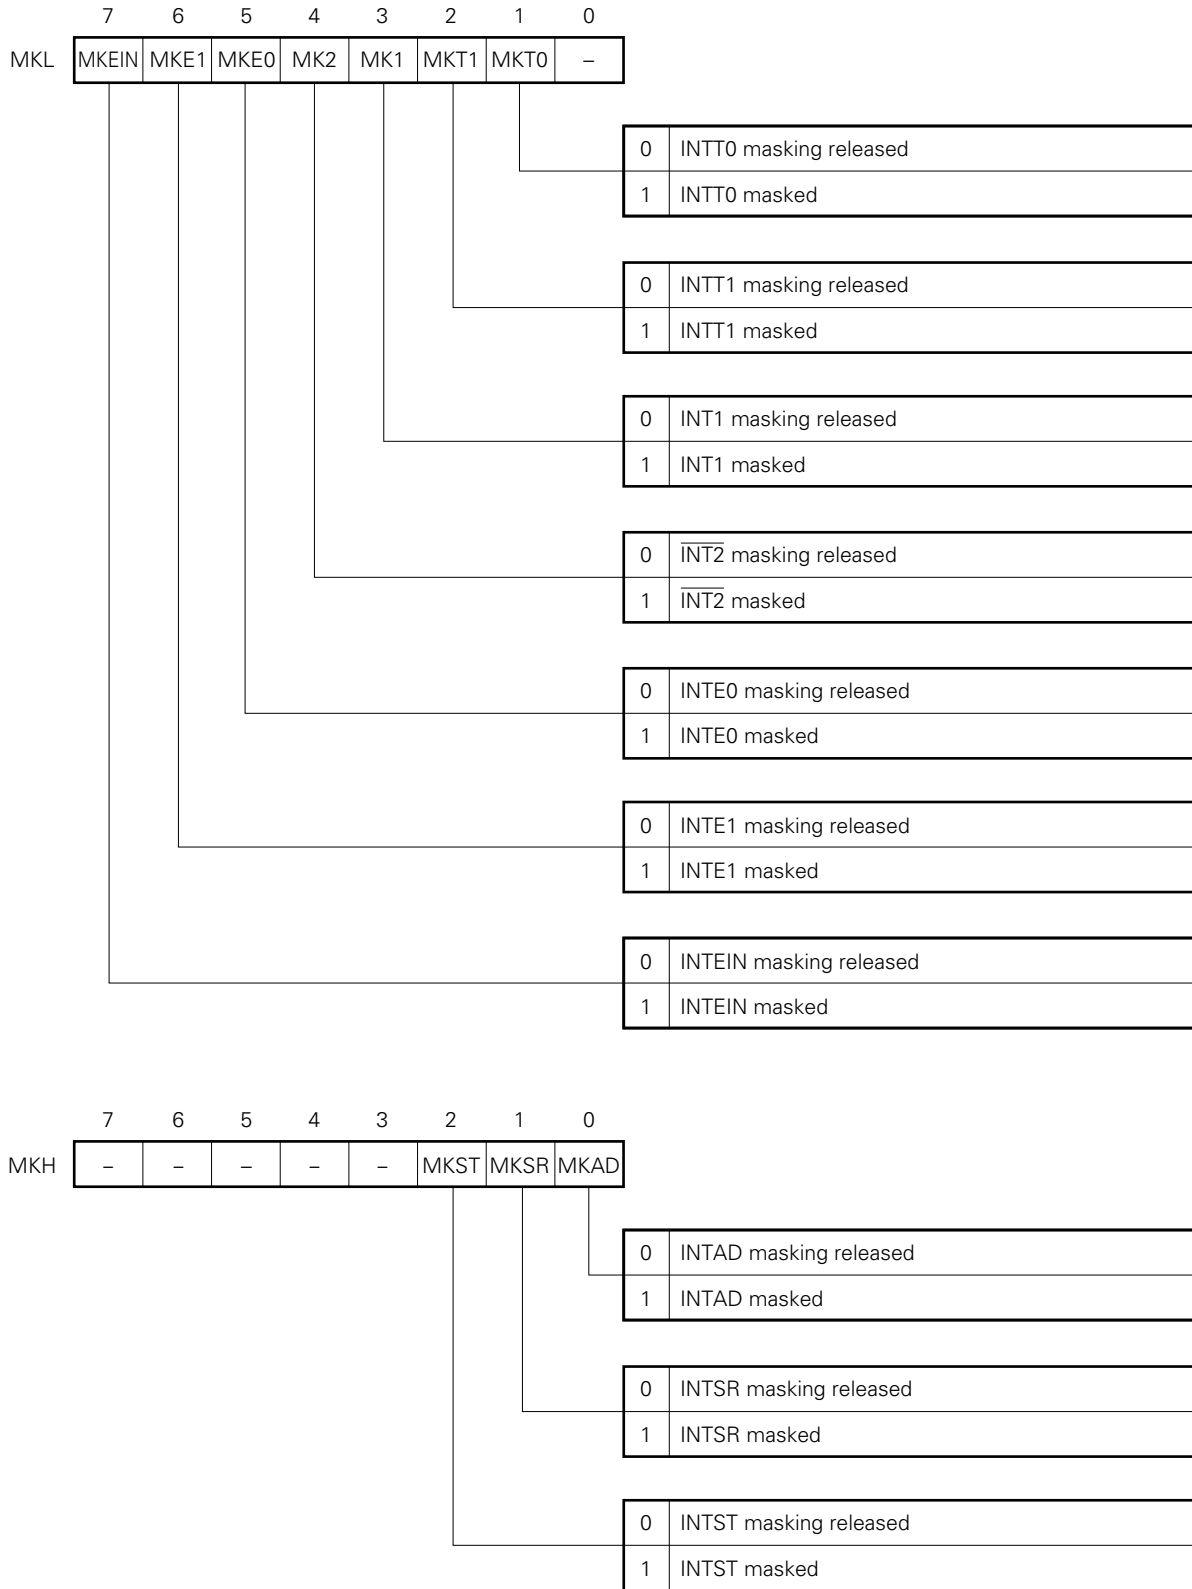 7 6 5 4 3 2 1 0
MKL MKEIN MKE1 MKE0 MK2 MK1 MKT1 MKT0 –
0 INTT0 masking released
1 INTT0 masked
0 INTT1 masking released
1 INTT1 masked
0 INT1 masking released
1 INT1 masked
0 I̅N̅T̅2̅ masking released
1 I̅N̅T̅2̅ masked
0 INTE0 masking released
1 INTE0 masked
0 INTE1 masking released
1 INTE1 masked
0 INTEIN masking released
1 INTEIN masked
7 6 5 4 3 2 1 0
MKH – – – – – MKST MKSR MKAD
0 INTAD masking released
1 INTAD masked
0 INTSR masking released
1 INTSR masked
0 INTST masking released
1 INTST masked